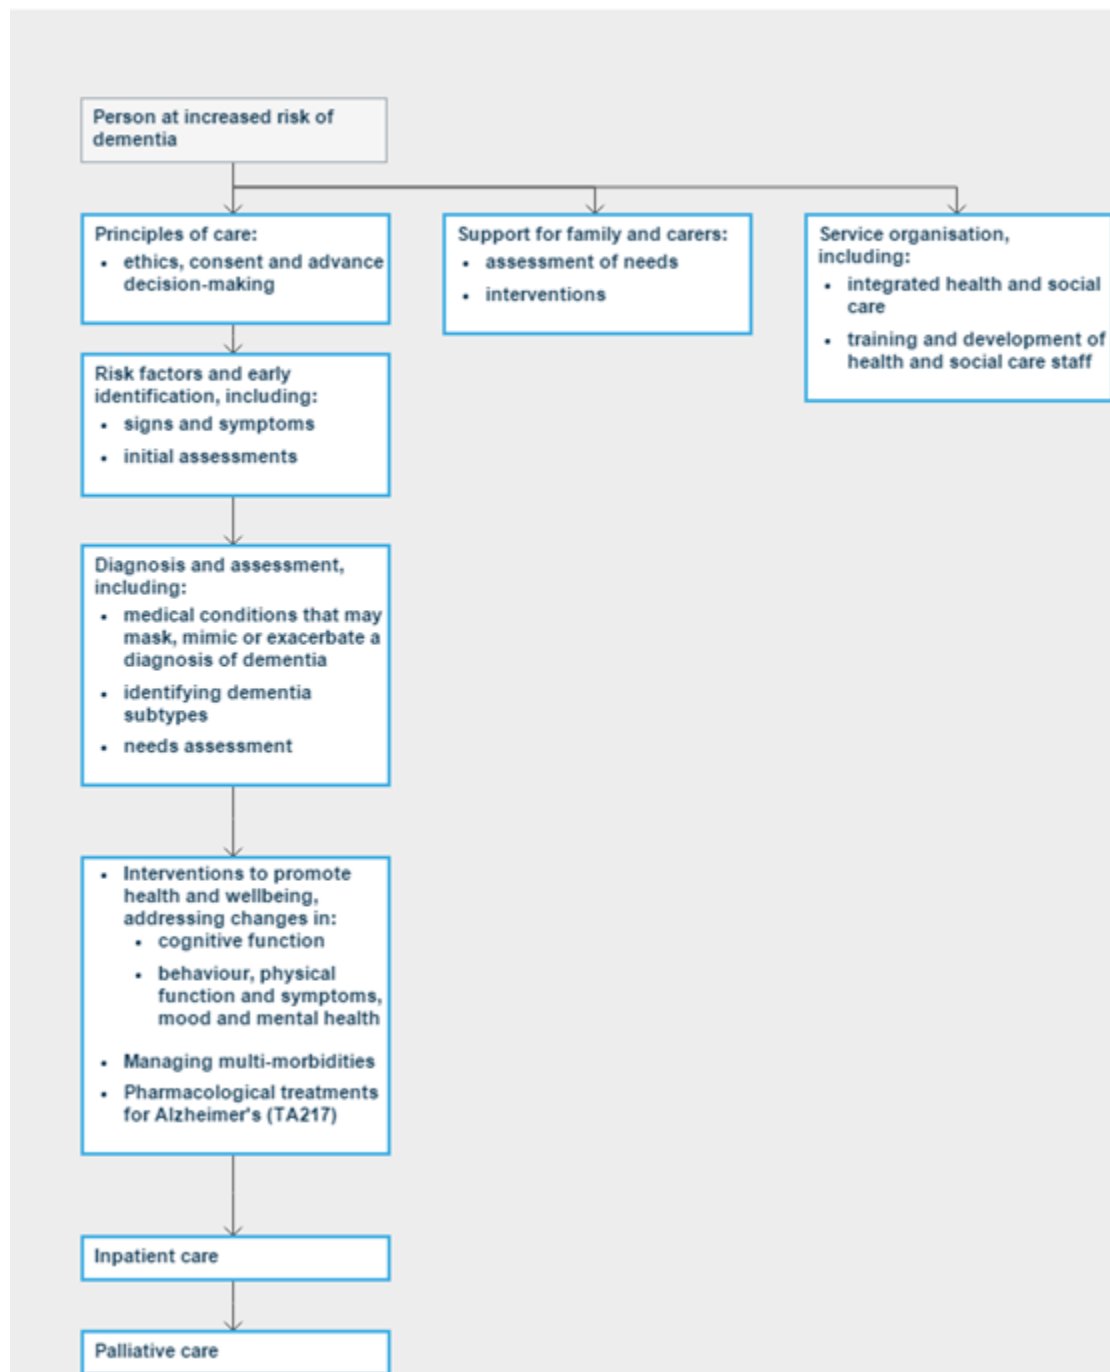 Person at increased risk of
dementia
Principles of care:
• ethics, consent and advance
decision-making
Support for family and carers:
• assessment of needs
• interventions
Service organisation,
including:
• integrated health and social
care
• training and development of
health and social care staff
Risk factors and early
identification, including:
• signs and symptoms
• initial assessments
Diagnosis and assessment,
including:
• medical conditions that may
mask, mimic or exacerbate a
diagnosis of dementia
• identifying dementia
subtypes
• needs assessment
• Interventions to promote
health and wellbeing,
addressing changes in:
• cognitive function
• behaviour, physical
function and symptoms,
mood and mental health
• Managing multi-morbidities
• Pharmacological treatments
for Alzheimer's (TA217)
Inpatient care
Palliative care